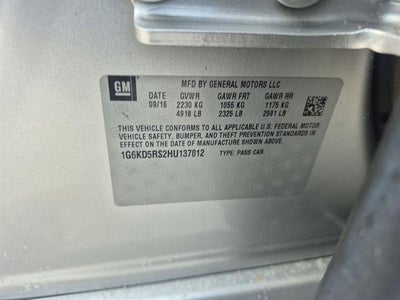 GM
MFD BY GENERAL MOTORS LLC
DATE GVWR GAWR FRT GAWR RR
09/16 2230 KG 1055 KG 1175 KG
4916 LB 2325 LB 2591 LB
THIS VEHICLE CONFORMS TO ALL APPLICABLE U.S. FEDERAL MOTOR
VEHICLE SAFETY, BUMPER, AND THEFT PREVENTION STANDARDS IN
EFFECT ON THE DATE OF MANUFACTURE SHOWN ABOVE.
1G6KD5RS2HU137012 TYPE: PASS CAR